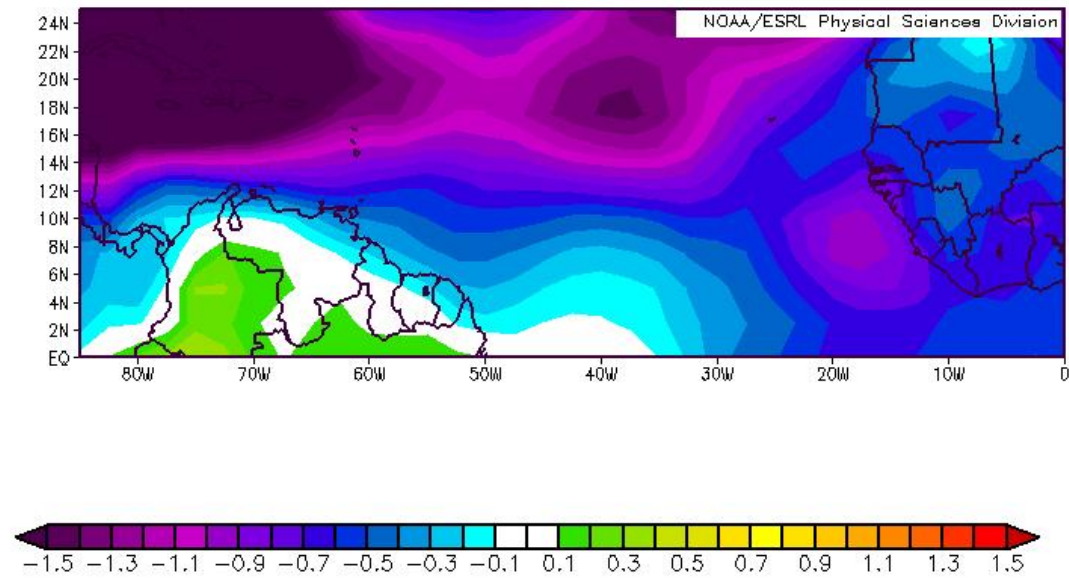 NOAA/ESRL Physical Sciences Division
24N
22N
20N
18N
16N
14N
12N
10N
8N
6N
4N
2N
EQ
80W 70W 60W 50W 40W 30W 20W 10W 0
-1.5 -1.3 -1.1 -0.9 -0.7 -0.5 -0.3 -0.1 0.1 0.3 0.5 0.7 0.9 1.1 1.3 1.5